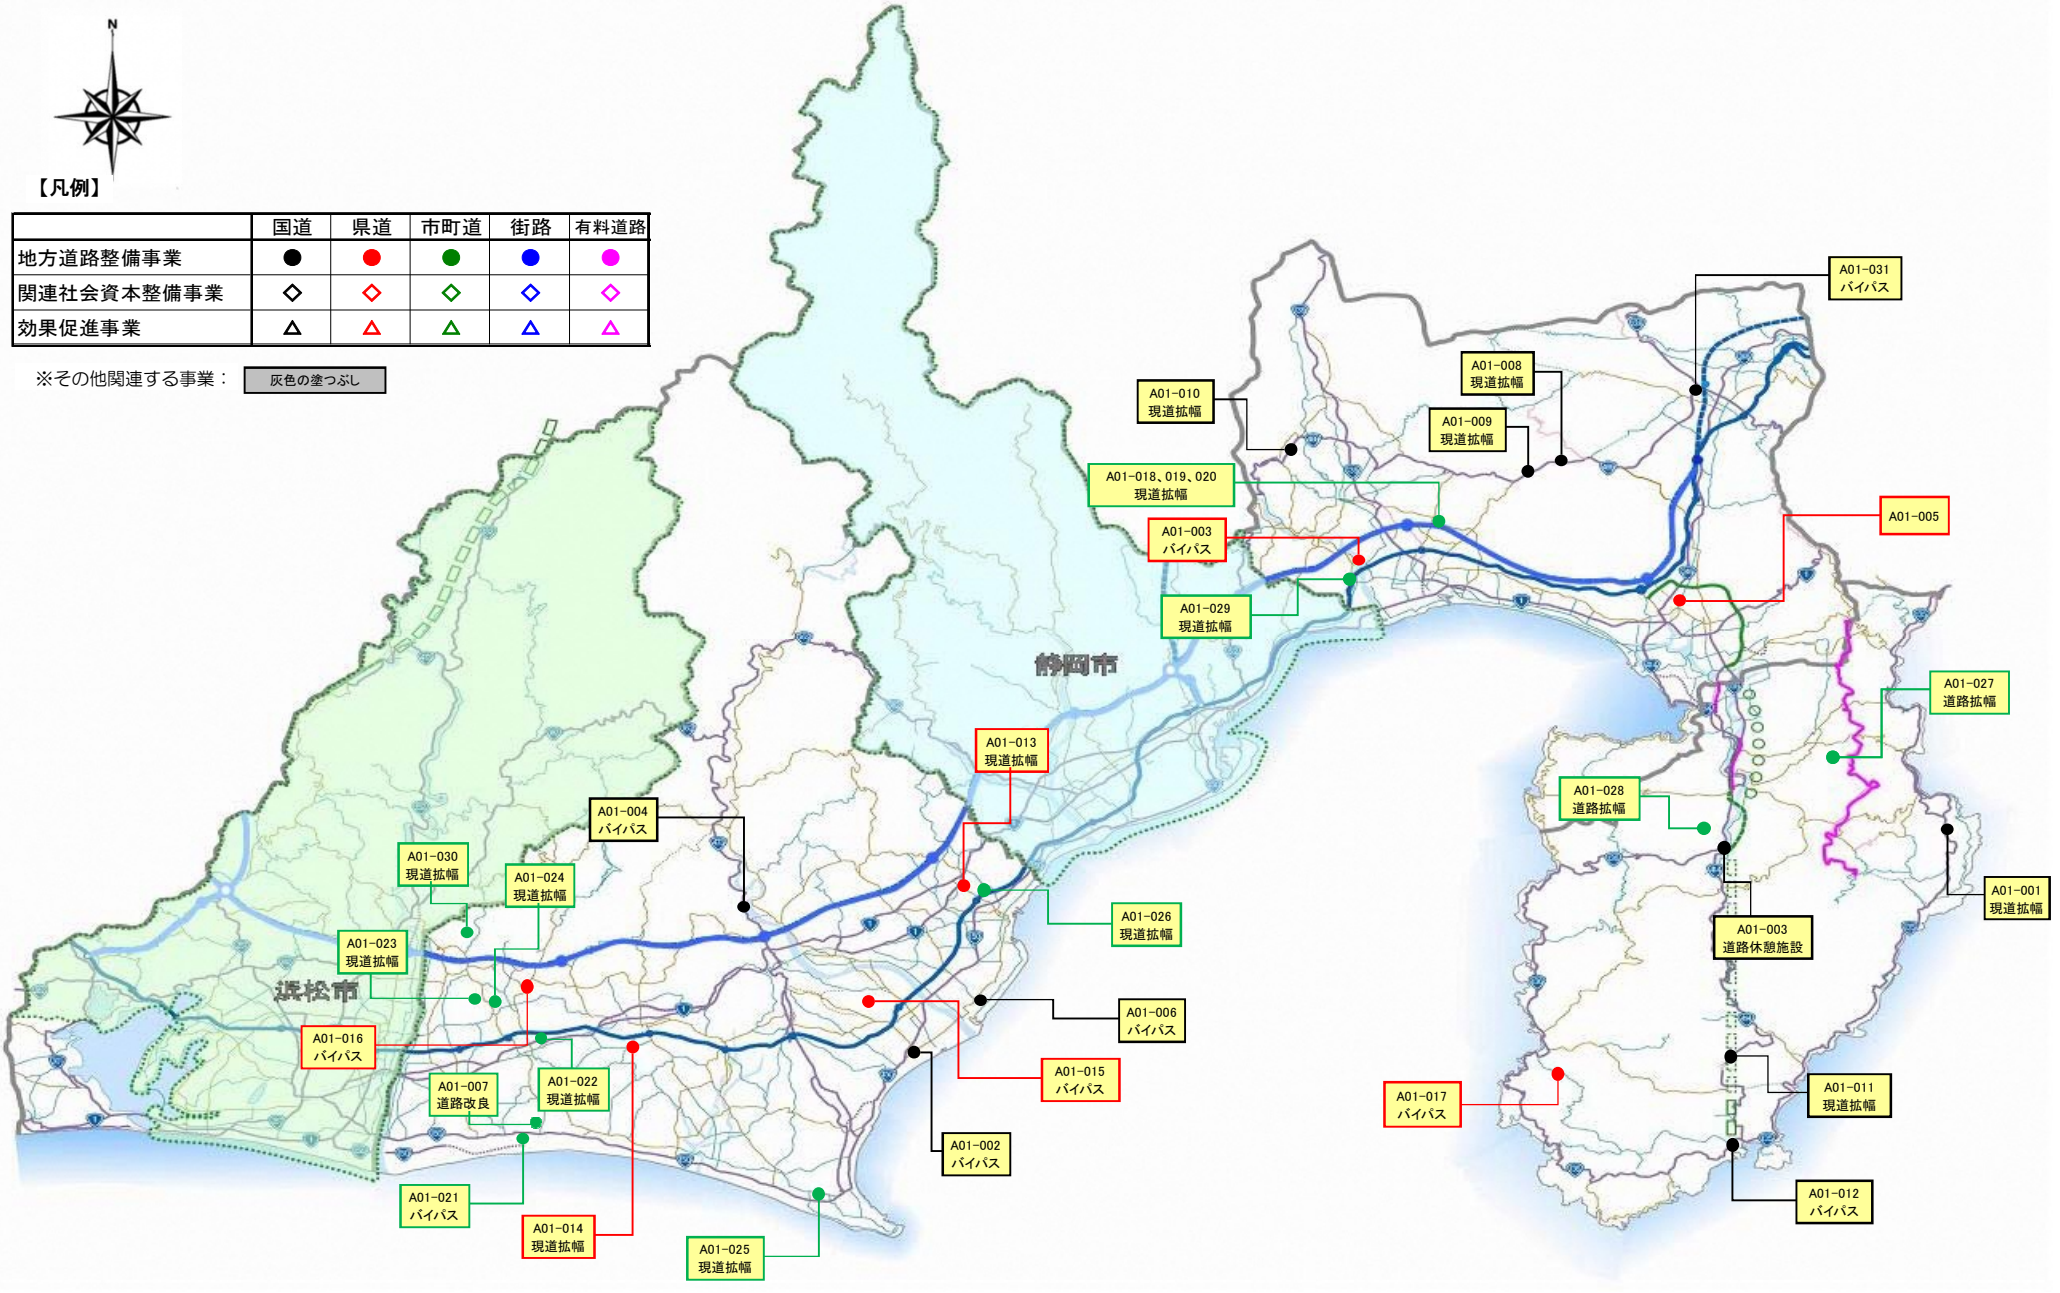 N
【凡例】
国道 県道 市町道 街路 有料道路
地方道路整備事業
関連社会資本整備事業
効果促進事業
※その他関連する事業： 灰色の塗つぶし
A01-031
バイパス
A01-008
現道拡幅
A01-010
現道拡幅
A01-009
現道拡幅
A01-018、019、020
現道拡幅
A01-003
バイパス
A01-005
A01-029
現道拡幅
静岡市
A01-027
道路拡幅
A01-013
現道拡幅
A01-028
道路拡幅
A01-004
バイパス
A01-030
現道拡幅
A01-024
現道拡幅
A01-001
現道拡幅
A01-026
現道拡幅
A01-003
道路休憩施設
A01-023
現道拡幅
浜松市
A01-006
バイパス
A01-016
バイパス
A01-015
バイパス
A01-007
道路改良
A01-022
現道拡幅
A01-017
バイパス
A01-011
現道拡幅
A01-002
バイパス
A01-021
バイパス
A01-012
バイパス
A01-014
現道拡幅
A01-025
現道拡幅
1
1
1
1
1
1
1